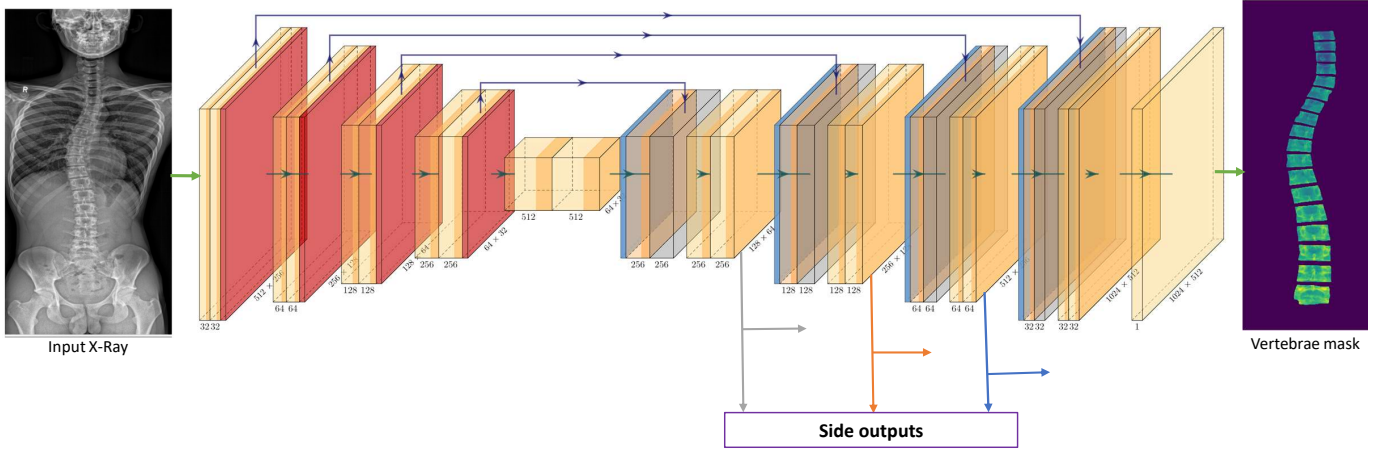 R
32 32
512 × 256
64 64
128 128
256 256
64 × 32
512 512
256 256
256 256
128 × 64
128 128
128 128
64 64
64 64
32 32
32 32
1024 × 512
1
1024 × 512
Input X-Ray
Vertebrae mask
Side outputs